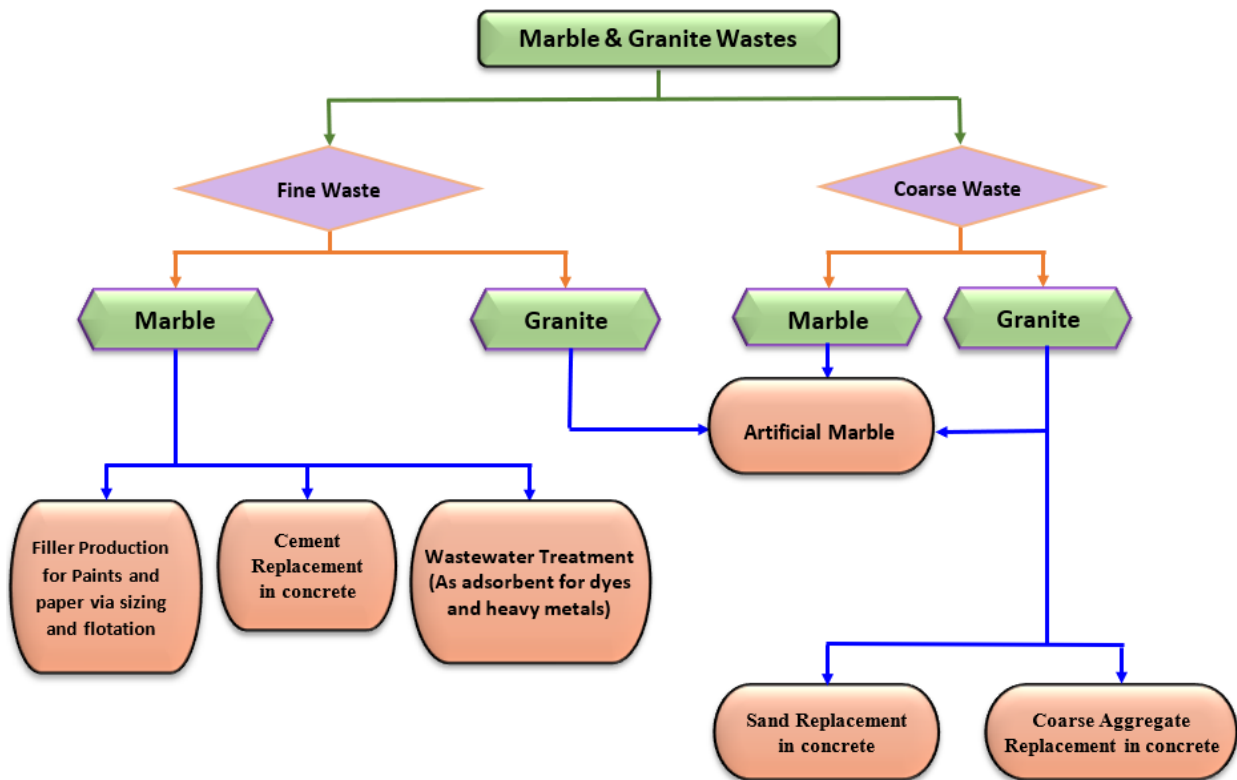 Marble & Granite Wastes
Fine Waste
Coarse Waste
Marble
Granite
Marble
Granite
Artificial Marble
Filler Production
for Paints and
paper via sizing
and flotation
Cement
Replacement
in concrete
Wastewater Treatment
(As adsorbent for dyes
and heavy metals)
Sand Replacement
in concrete
Coarse Aggregate
Replacement in concrete